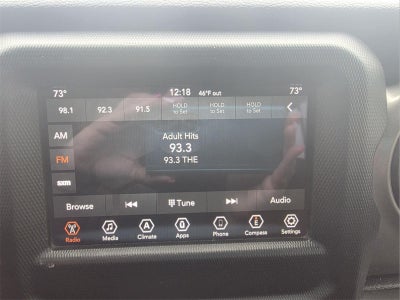 73° 12:18 46°F out 73°
98.1 92.3 91.5 HOLD to Set HOLD to Set HOLD to Set
AM
Adult Hits
FM
93.3
93.3 THE
sxm
Browse Tune Audio
A E
Radio Media Climate Apps Phone Compass Settings